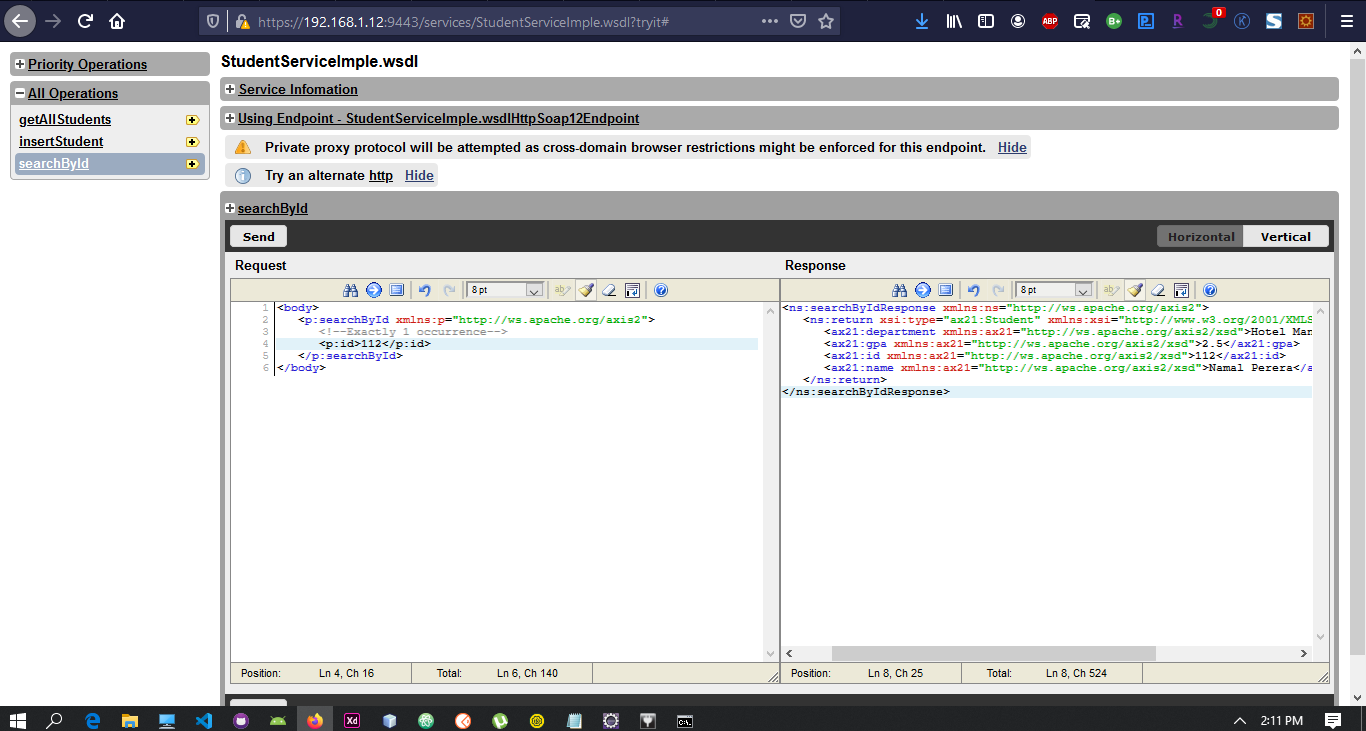 https://192.168.1.12:9443/services/StudentServiceImple.wsdl?tryit#
ABP
B+
R
0
K
S
Priority Operations
All Operations
getAllStudents
insertStudent
searchById
StudentServiceImple.wsdl
Service Infomation
Using Endpoint - StudentServiceImple.wsdlHttpSoap12Endpoint
Private proxy protocol will be attempted as cross-domain browser restrictions might be enforced for this endpoint. Hide
Try an alternate http Hide
searchById
Send
Horizontal Vertical
Request
8 pt
1 <body>
2 <p:searchById xmlns:p="http://ws.apache.org/axis2">
3 <!--Exactly 1 occurrence-->
4 <p:id>112</p:id>
5 </p:searchById>
6 </body>
Position: Ln 4, Ch 16 Total: Ln 6, Ch 140
Response
8 pt
<ns:searchByIdResponse xmlns:ns="http://ws.apache.org/axis2">
<ns:return xsi:type="ax21:Student" xmlns:xsi="http://www.w3.org/2001/XMLS
<ax21:department xmlns:ax21="http://ws.apache.org/axis2/xsd">Hotel Man
<ax21:gpa xmlns:ax21="http://ws.apache.org/axis2/xsd">2.5</ax21:gpa>
<ax21:id xmlns:ax21="http://ws.apache.org/axis2/xsd">112</ax21:id>
<ax21:name xmlns:ax21="http://ws.apache.org/axis2/xsd">Namal Perera</a
</ns:return>
</ns:searchByIdResponse>
Position: Ln 8, Ch 25 Total: Ln 8, Ch 524
Xd
2:11 PM